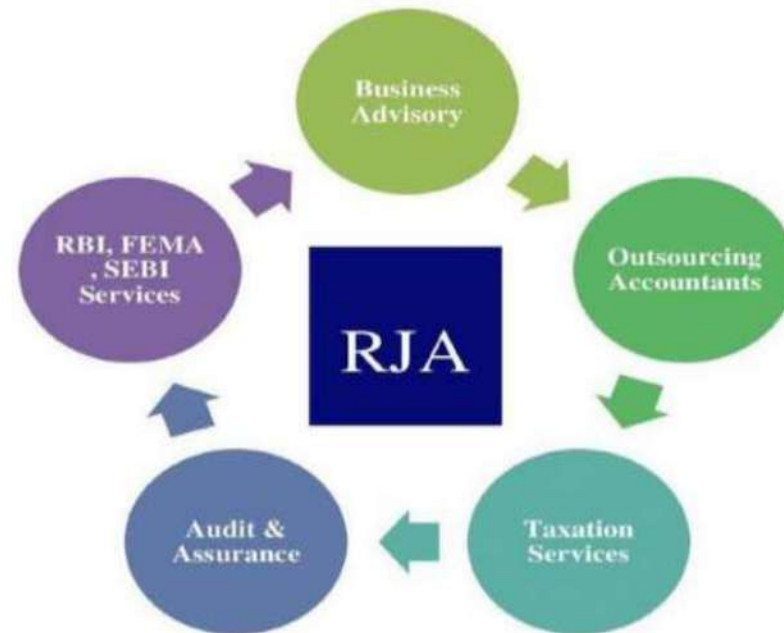 Business
Advisory
Outsourcing
Accountants
Taxation
Services
Audit &
Assurance
RBI, FEMA
, SEBI
Services
RJA